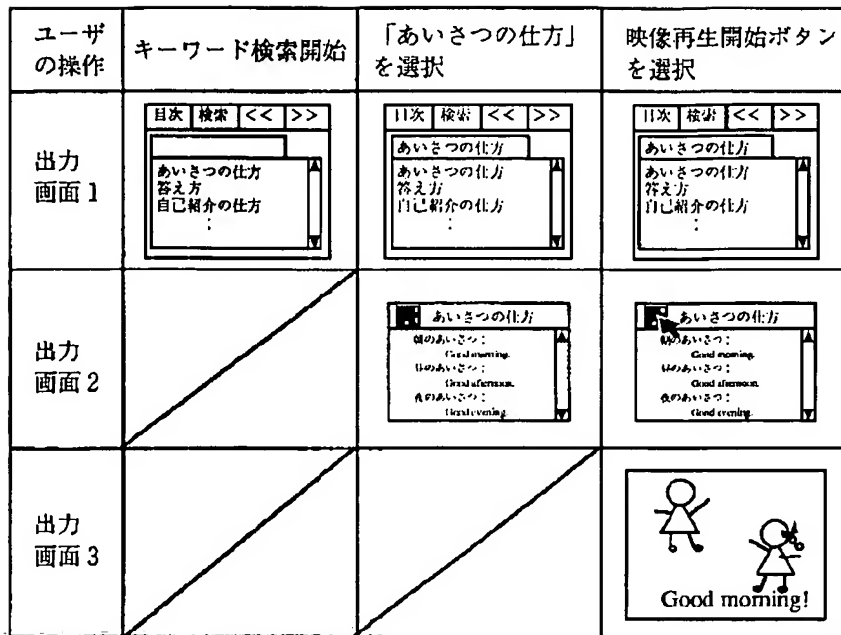 ユーザ
の操作
キーワード検索開始
「あいさつの仕方」
を選択
映像再生開始ボタン
を選択
出力
画面1
目次 検索 << >>
あいさつの仕方
答え方
自己紹介の仕方
:
目次 検索 << >>
あいさつの仕方
あいさつの仕方
答え方
自己紹介の仕方
:
目次 検索 << >>
あいさつの仕方
あいさつの仕方
答え方
自己紹介の仕方
:
出力
画面2
あいさつの仕方
朝のあいさつ:
Good morning.
昼のあいさつ:
Good afternoon.
夜のあいさつ:
Good evening.
あいさつの仕方
朝のあいさつ:
Good morning.
昼のあいさつ:
Good afternoon.
夜のあいさつ:
Good evening.
出力
画面3
Good morning!